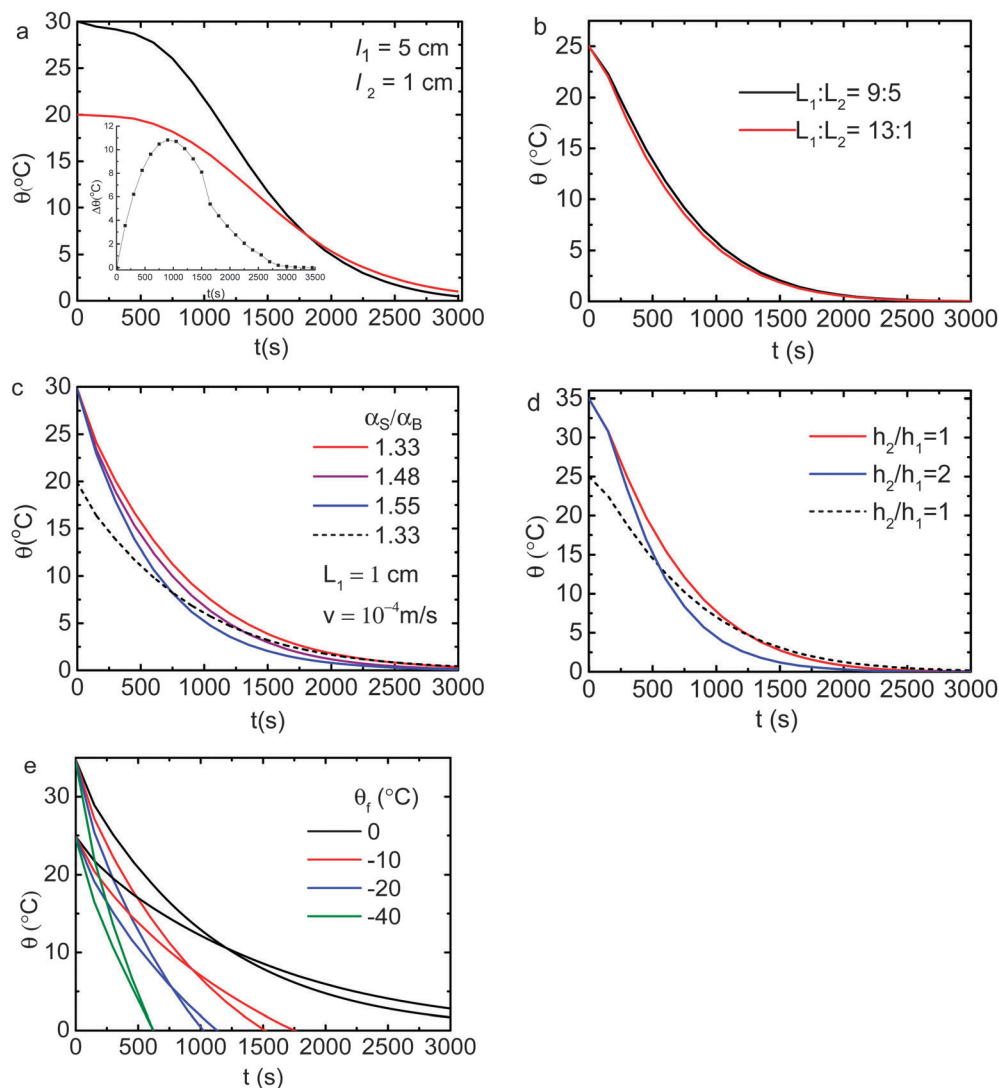 a
l₁ = 5 cm
l₂ = 1 cm
θ(°C)
30
25
20
15
10
5
0
0 500 1000 1500 2000 2500 3000
t(s)
Δθ(°C)
12
10
8
6
4
2
0
0 500 1000 1500 2000 2500 3000 3500
t(s)
b
L₁:L₂= 9:5
L₁:L₂= 13:1
θ (°C)
25
20
15
10
5
0
0 500 1000 1500 2000 2500 3000
t (s)
c
α_S/α_B
1.33
1.48
1.55
1.33
L₁ = 1 cm
v = 10⁻⁴m/s
θ(°C)
30
25
20
15
10
5
0
0 500 1000 1500 2000 2500 3000
t(s)
d
h₂/h₁=1
h₂/h₁=2
h₂/h₁=1
θ (°C)
35
30
25
20
15
10
5
0
0 500 1000 1500 2000 2500 3000
t (s)
e
θ_f (°C)
0
-10
-20
-40
θ (°C)
30
20
10
0
0 500 1000 1500 2000 2500 3000
t (s)